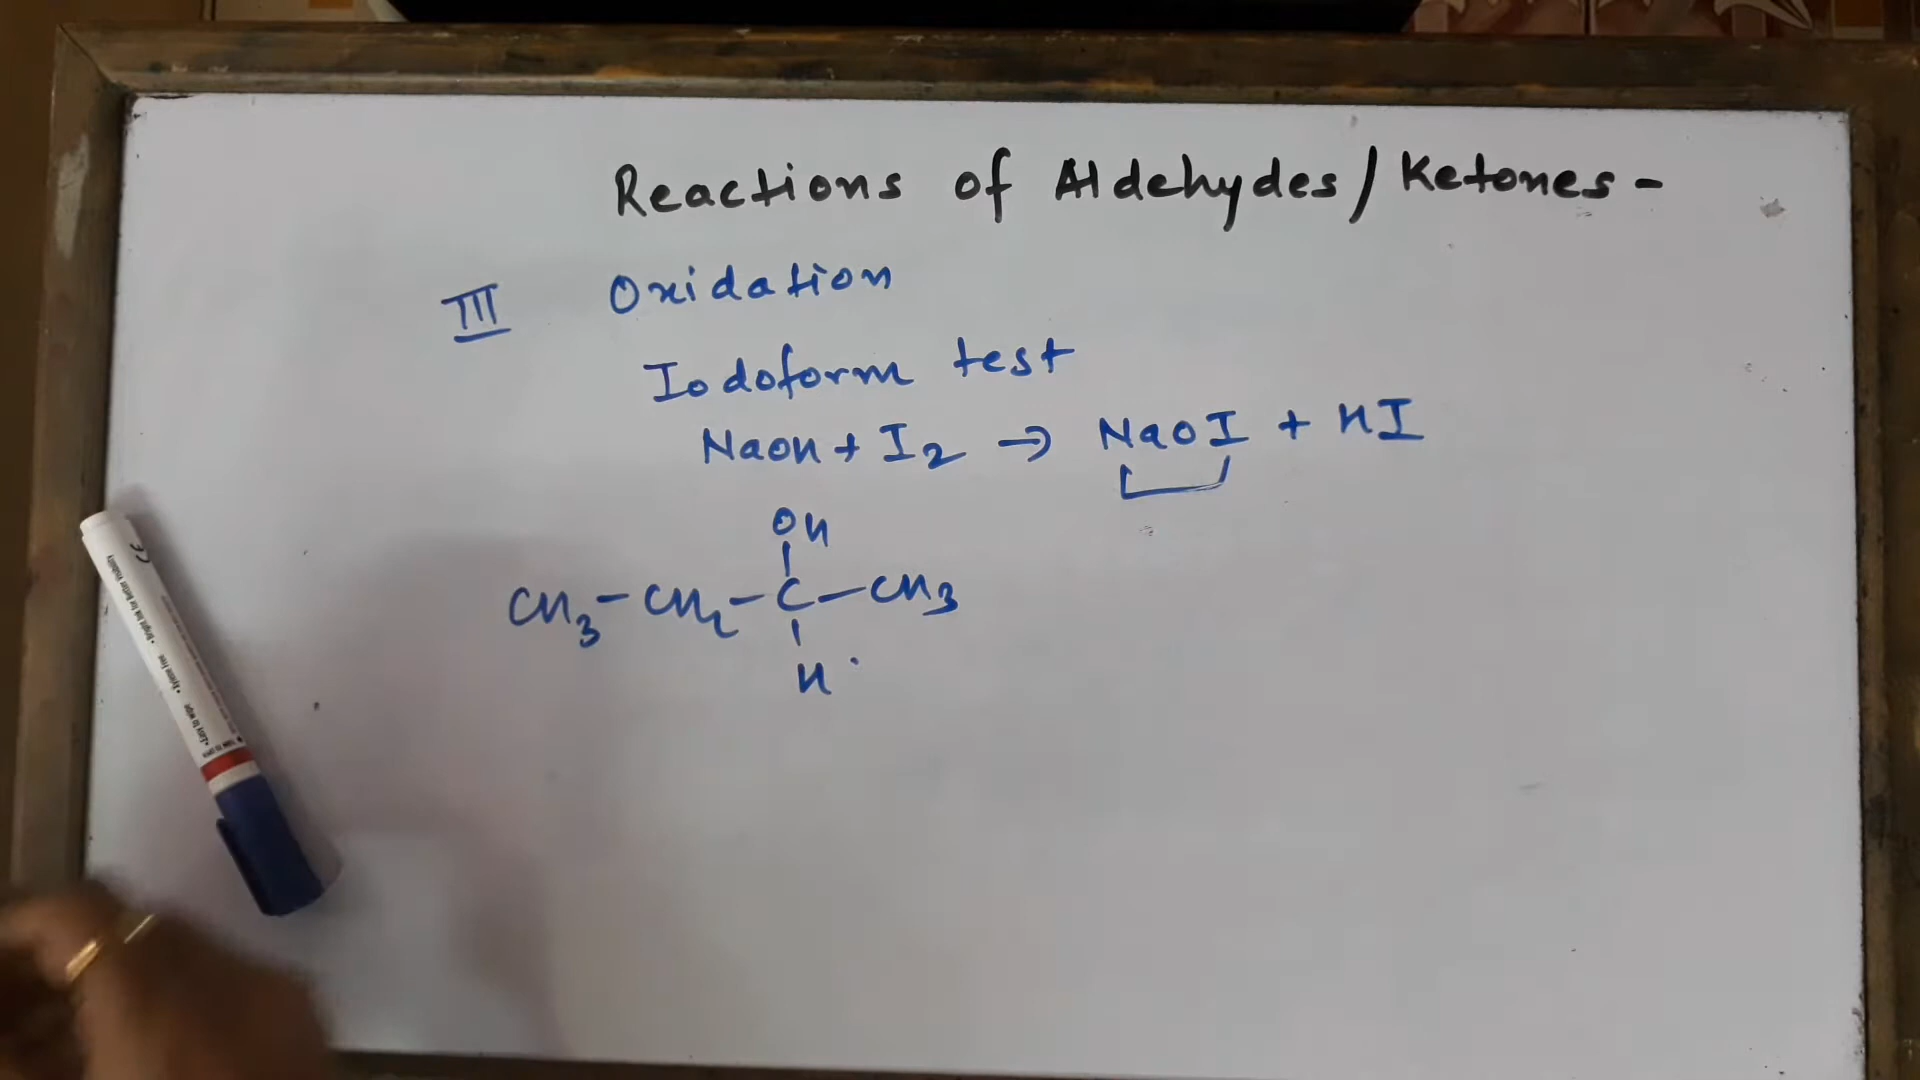 Reactions of Aldehydes/Ketones-
III Oxidation
Iodoform test
NaOH + I2 → NaOI + HI
OH
CH3-CH2-C-CH3
H